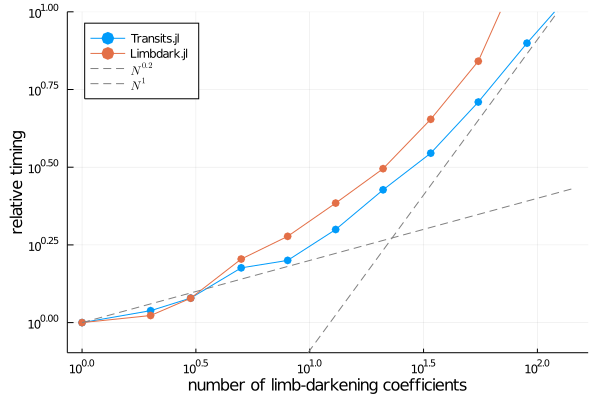 relative timing
10^1.00
10^0.75
10^0.50
10^0.25
10^0.00
Transits.jl
Limbdark.jl
N^0.2
N^1
10^0.0
10^0.5
10^1.0
10^1.5
10^2.0
number of limb-darkening coefficients